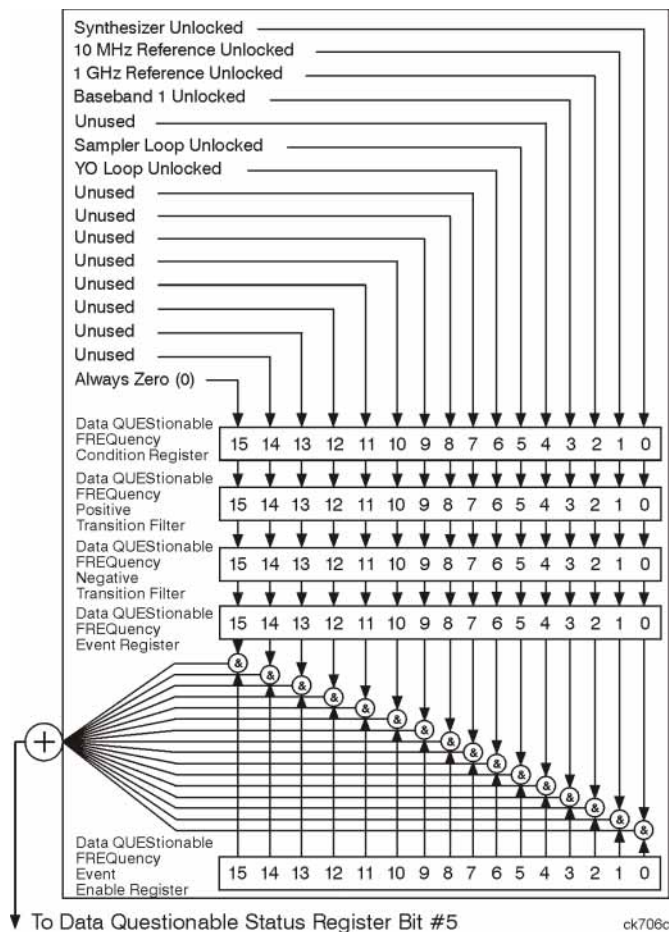 Synthesizer Unlocked
10 MHz Reference Unlocked
1 GHz Reference Unlocked
Baseband 1 Unlocked
Unused
Sampler Loop Unlocked
YO Loop Unlocked
Unused
Unused
Unused
Unused
Unused
Unused
Unused
Unused
Always Zero (0)
Data QUEStionable
FREQuency
Condition Register
15 14 13 12 11 10 9 8 7 6 5 4 3 2 1 0
Data QUEStionable
FREQuency
Positive
Transition Filter
15 14 13 12 11 10 9 8 7 6 5 4 3 2 1 0
Data QUEStionable
FREQuency
Negative
Transition Filter
15 14 13 12 11 10 9 8 7 6 5 4 3 2 1 0
Data QUEStionable
FREQuency
Event Register
15 14 13 12 11 10 9 8 7 6 5 4 3 2 1 0
& & & & & & & & & & & & & & & &
+
Data QUEStionable
FREQuency
Event
Enable Register
15 14 13 12 11 10 9 8 7 6 5 4 3 2 1 0
To Data Questionable Status Register Bit #5
ck706c